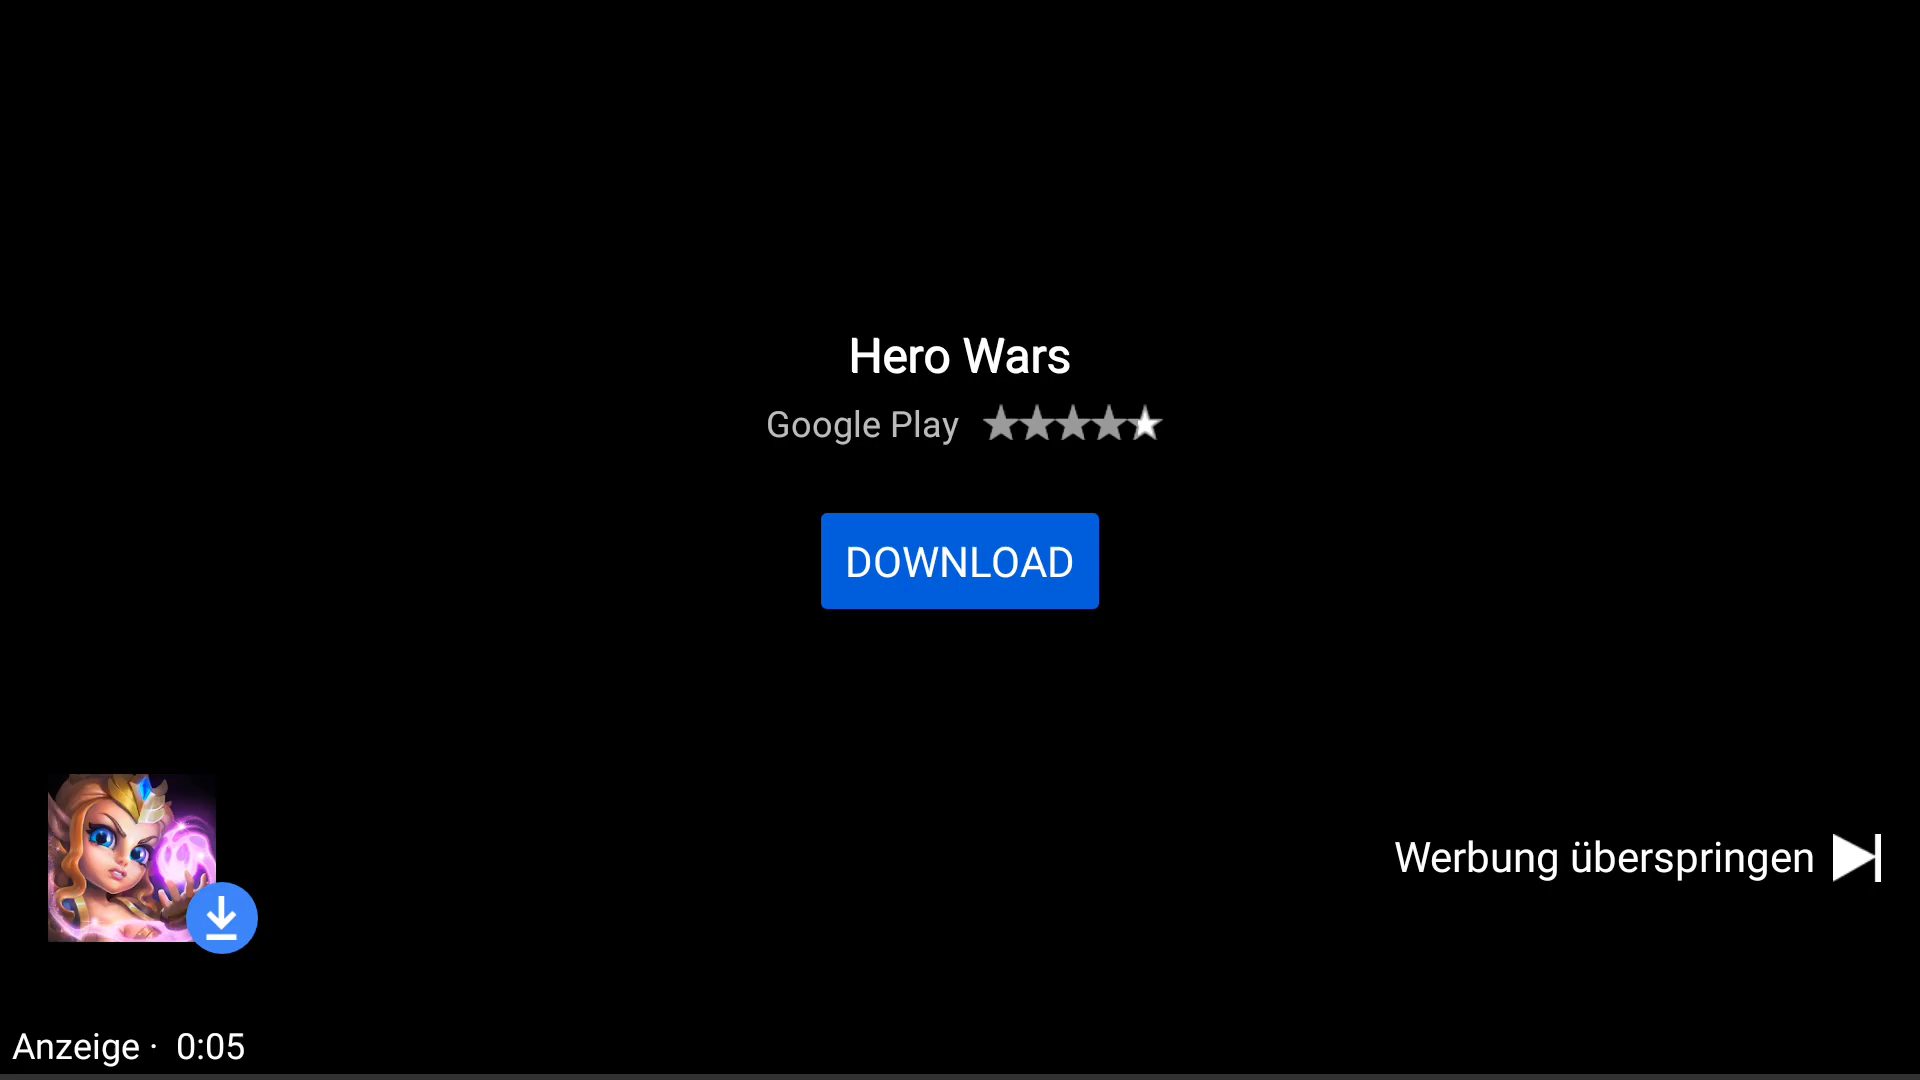 Hero Wars
Google Play
DOWNLOAD
Werbung überspringen
Anzeige · 0:05